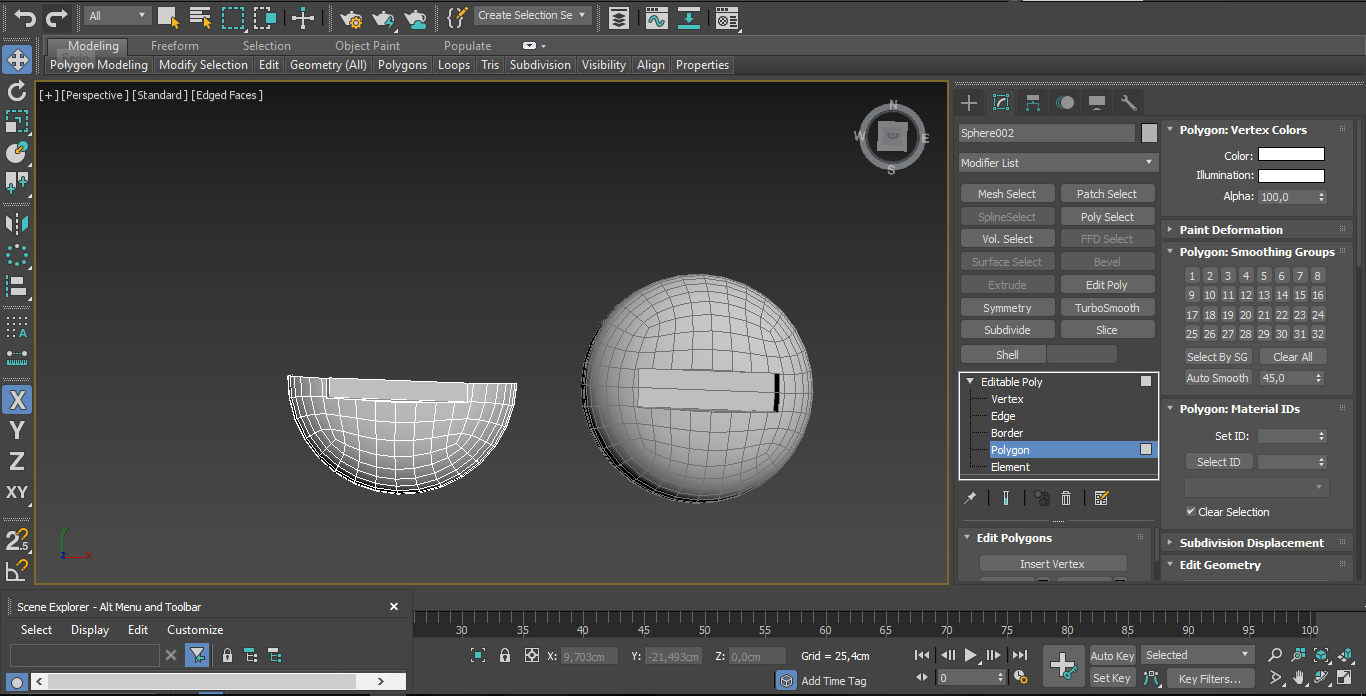 All
Create Selection Se
Modeling Freeform Selection Object Paint Populate
Polygon Modeling Modify Selection Edit Geometry (All) Polygons Loops Tris Subdivision Visibility Align Properties
[+] [Perspective] [Standard] [Edged Faces]
N
W TOP E
S
X
Y
Z
XY
2.5
y
z x
Sphere002
Modifier List
Mesh Select Patch Select
SplineSelect Poly Select
Vol. Select FFD Select
Surface Select Bevel
Extrude Edit Poly
Symmetry TurboSmooth
Subdivide Slice
Shell
Editable Poly
Vertex
Edge
Border
Polygon
Element
Edit Polygons
Insert Vertex
Polygon: Vertex Colors
Color:
Illumination:
Alpha: 100,0
Paint Deformation
Polygon: Smoothing Groups
1 2 3 4 5 6 7 8
9 10 11 12 13 14 15 16
17 18 19 20 21 22 23 24
25 26 27 28 29 30 31 32
Select By SG Clear All
Auto Smooth 45,0
Polygon: Material IDs
Set ID:
Select ID
Clear Selection
Subdivision Displacement
Edit Geometry
Scene Explorer - Alt Menu and Toolbar
Select Display Edit Customize
30 35 40 45 50 55 60 65 70 75 80 85 90 95 100
X: 9,703cm Y: -21,493cm Z: 0,0cm Grid = 25,4cm
Add Time Tag
0
Auto Key Selected
Set Key Key Filters...